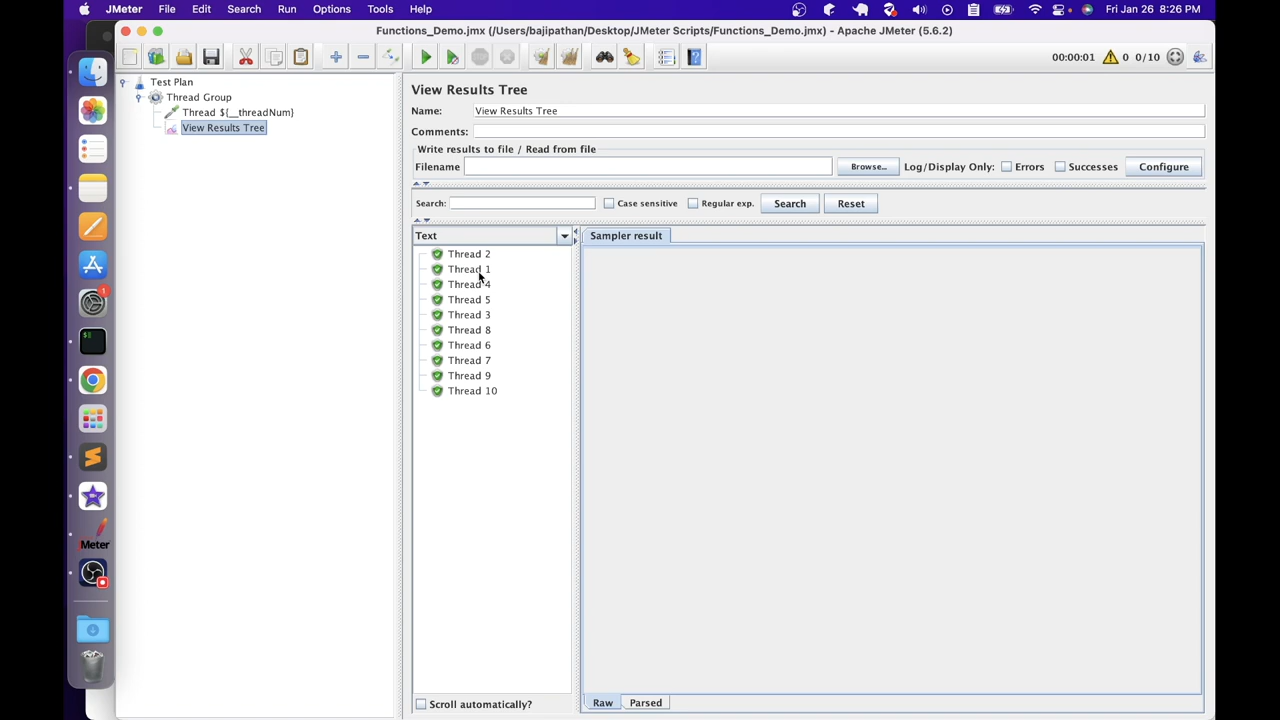 JMeter File Edit Search Run Options Tools Help Fri Jan 26 8:26 PM
Functions_Demo.jmx (/Users/bajipathan/Desktop/JMeter Scripts/Functions_Demo.jmx) - Apache JMeter (5.6.2)
00:00:01 0 0/10
Test Plan
Thread Group
Thread ${__threadNum}
View Results Tree
View Results Tree
Name: View Results Tree
Comments:
Write results to file / Read from file
Filename Browse... Log/Display Only: Errors Successes Configure
Search: Case sensitive Regular exp. Search Reset
Text
Sampler result
Thread 2
Thread 1
Thread 4
Thread 5
Thread 3
Thread 8
Thread 6
Thread 7
Thread 9
Thread 10
Scroll automatically?
Raw Parsed
1
$
Meter